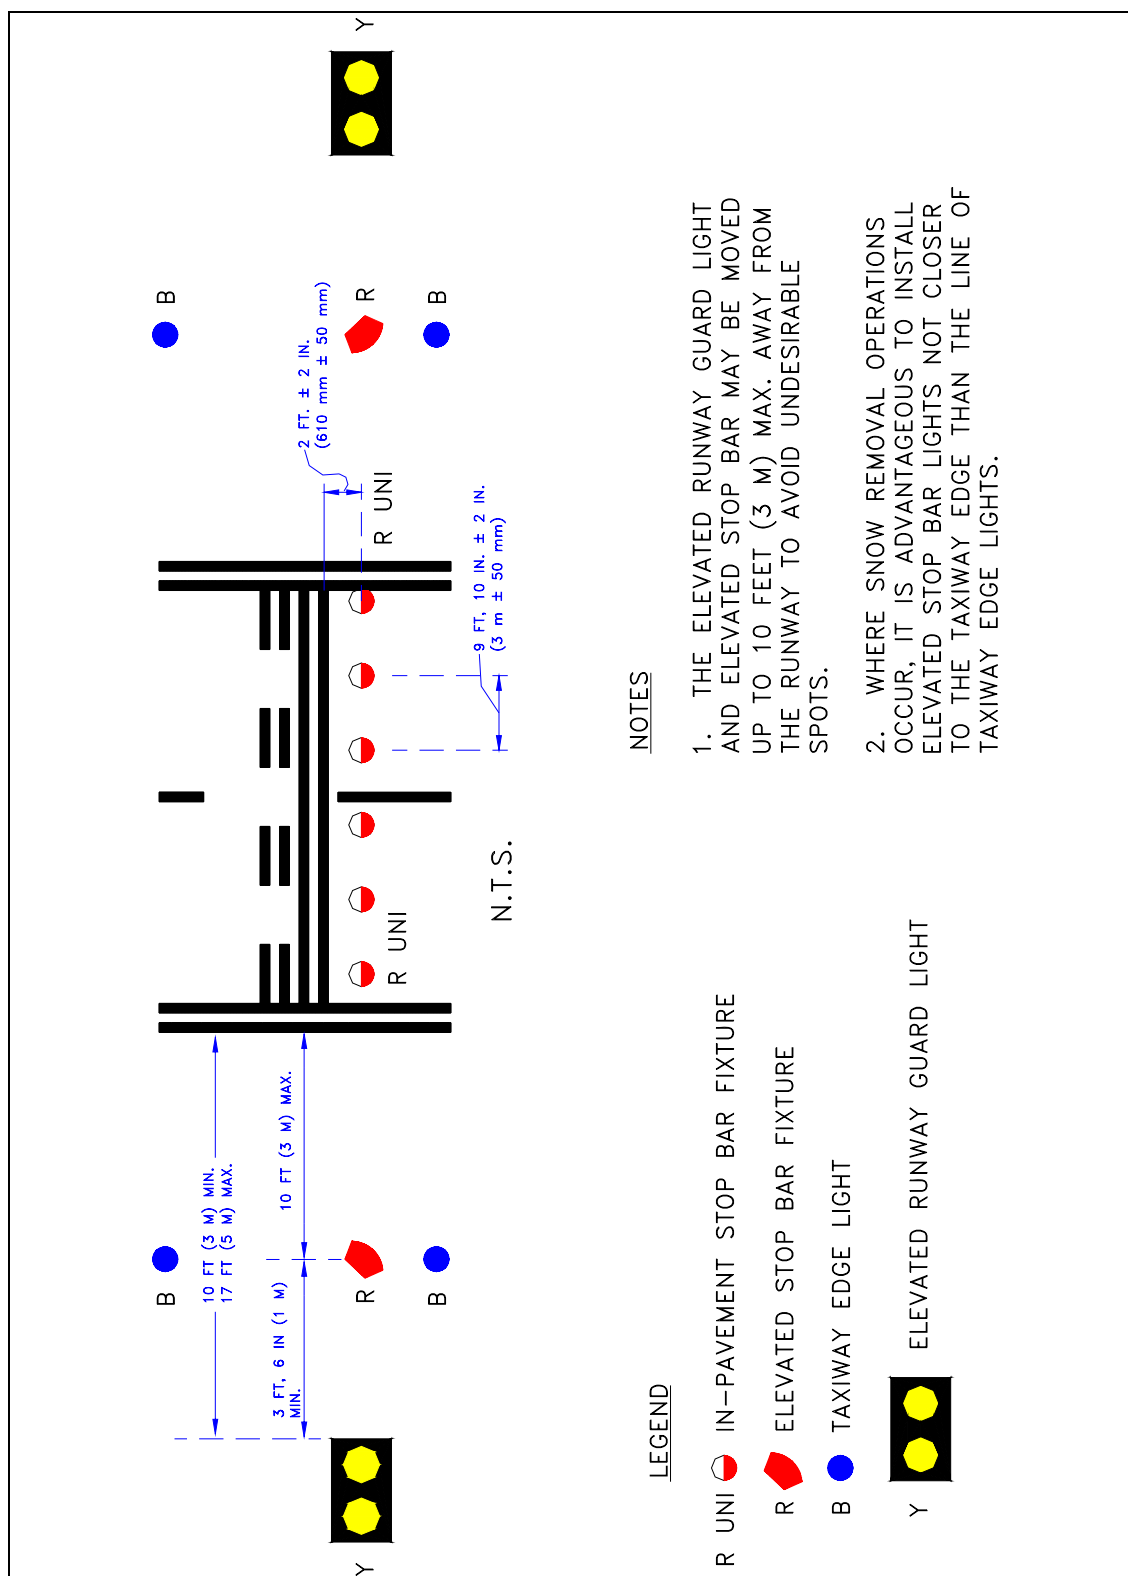 Y
B
R
B
10 FT (3 M) MIN.
17 FT (5 M) MAX.
3 FT, 6 IN (1 M)
MIN.
10 FT (3 M) MAX.
R UNI
R UNI
2 FT. ± 2 IN.
(610 mm ± 50 mm)
9 FT, 10 IN. ± 2 IN.
(3 m ± 50 mm)
B
R
B
Y
N.T.S.
LEGEND
R UNI IN-PAVEMENT STOP BAR FIXTURE
R ELEVATED STOP BAR FIXTURE
B TAXIWAY EDGE LIGHT
Y ELEVATED RUNWAY GUARD LIGHT
NOTES
1. THE ELEVATED RUNWAY GUARD LIGHT
AND ELEVATED STOP BAR MAY BE MOVED
UP TO 10 FEET (3 M) MAX. AWAY FROM
THE RUNWAY TO AVOID UNDESIRABLE
SPOTS.
2. WHERE SNOW REMOVAL OPERATIONS
OCCUR, IT IS ADVANTAGEOUS TO INSTALL
ELEVATED STOP BAR LIGHTS NOT CLOSER
TO THE TAXIWAY EDGE THAN THE LINE OF
TAXIWAY EDGE LIGHTS.